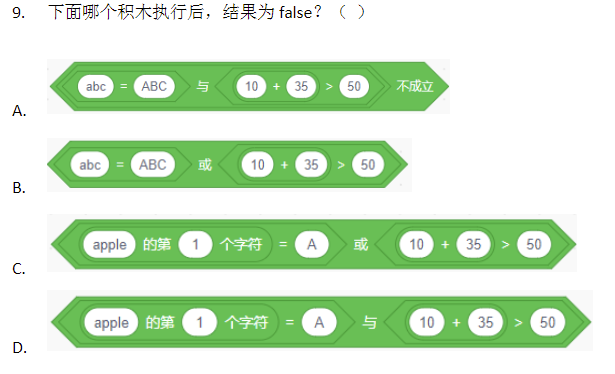 9. 下面哪个积木执行后，结果为 false？（ ）
A. abc = ABC 与 10 + 35 > 50 不成立
B. abc = ABC 或 10 + 35 > 50
C. apple 的第 1 个字符 = A 或 10 + 35 > 50
D. apple 的第 1 个字符 = A 与 10 + 35 > 50